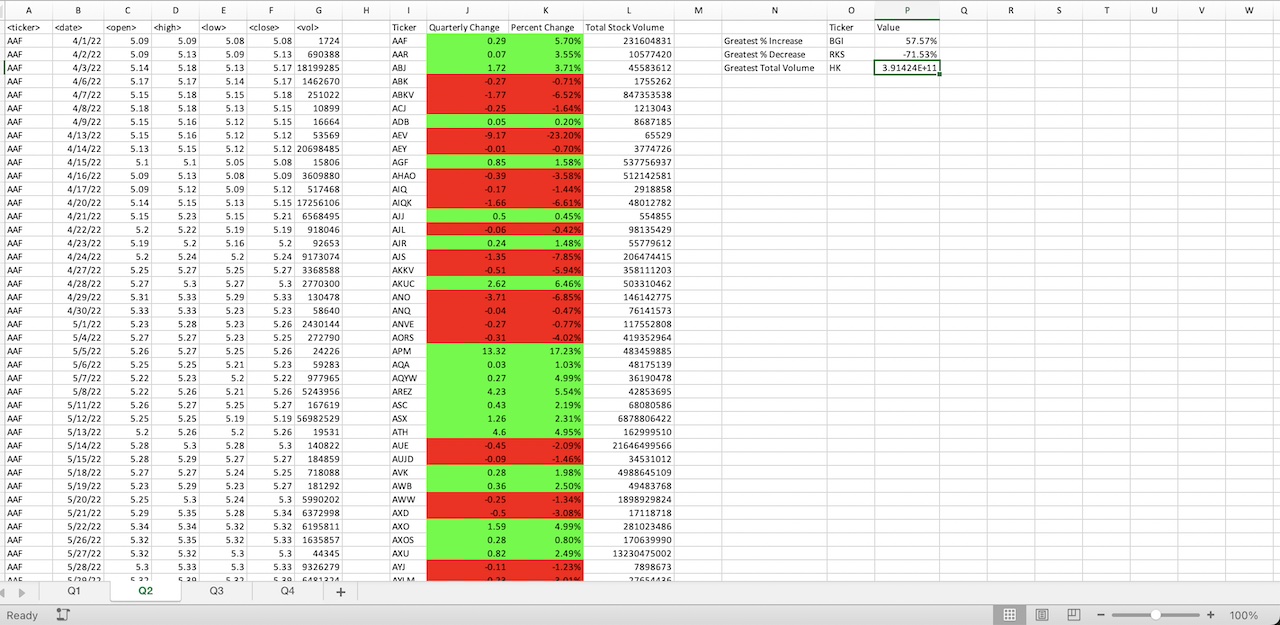 A B C D E F G H I J K L M N O P Q R S T U V W
<ticker> <date> <open> <high> <low> <close> <vol> Ticker Quarterly Change Percent Change Total Stock Volume Ticker Value
AAF 4/1/22 5.09 5.09 5.08 5.08 1724 AAF 0.29 5.70% 231604831 Greatest % Increase BGI 57.57%
AAF 4/2/22 5.09 5.13 5.09 5.13 690388 AAR 0.07 3.55% 10577420 Greatest % Decrease RKS -71.53%
AAF 4/3/22 5.14 5.18 5.13 5.17 18199285 ABJ 1.72 3.71% 45583612 Greatest Total Volume HK 3.91424E+11
AAF 4/6/22 5.17 5.17 5.14 5.17 1462670 ABK -0.27 -0.71% 1755262
AAF 4/7/22 5.15 5.18 5.15 5.18 251022 ABKV -1.77 -6.52% 847353538
AAF 4/8/22 5.18 5.18 5.13 5.15 10899 ACJ -0.25 -1.64% 1213043
AAF 4/9/22 5.15 5.16 5.12 5.15 16664 ADB 0.05 0.20% 8687185
AAF 4/13/22 5.15 5.16 5.12 5.12 53569 AEV -9.17 -23.20% 65529
AAF 4/14/22 5.13 5.15 5.12 5.12 20698485 AEY -0.01 -0.70% 3774726
AAF 4/15/22 5.1 5.1 5.05 5.08 15806 AGF 0.85 1.58% 537756937
AAF 4/16/22 5.09 5.13 5.08 5.09 3609880 AHAO -0.39 -3.58% 512142581
AAF 4/17/22 5.09 5.12 5.09 5.12 517468 AIQ -0.17 -1.44% 2918858
AAF 4/20/22 5.14 5.15 5.13 5.15 17256106 AIQK -1.66 -6.61% 48012782
AAF 4/21/22 5.15 5.23 5.15 5.21 6568495 AJJ 0.5 0.45% 554855
AAF 4/22/22 5.2 5.22 5.19 5.19 918046 AJL -0.06 -0.42% 98135429
AAF 4/23/22 5.19 5.2 5.16 5.2 92653 AJR 0.24 1.48% 55779612
AAF 4/24/22 5.2 5.24 5.2 5.24 9173074 AJS -1.35 -7.85% 206474415
AAF 4/27/22 5.25 5.27 5.25 5.27 3368588 AKKV -0.51 -5.94% 358111203
AAF 4/28/22 5.27 5.3 5.27 5.3 2770300 AKUC 2.62 6.46% 503310462
AAF 4/29/22 5.31 5.33 5.29 5.33 130478 ANO -3.71 -6.85% 146142775
AAF 4/30/22 5.33 5.33 5.23 5.23 58640 ANQ -0.04 -0.47% 76141573
AAF 5/1/22 5.23 5.28 5.23 5.26 2430144 ANVE -0.27 -0.77% 117552808
AAF 5/4/22 5.27 5.27 5.23 5.25 272790 AORS -0.31 -4.02% 419352964
AAF 5/5/22 5.26 5.27 5.25 5.26 24226 APM 13.32 17.23% 483459885
AAF 5/6/22 5.25 5.25 5.21 5.23 59283 AQA 0.03 1.03% 48175139
AAF 5/7/22 5.22 5.23 5.2 5.22 977965 AQYW 0.27 4.99% 36190478
AAF 5/8/22 5.22 5.26 5.21 5.26 5243956 AREZ 4.23 5.54% 42853695
AAF 5/11/22 5.26 5.27 5.25 5.27 167619 ASC 0.43 2.19% 68080586
AAF 5/12/22 5.25 5.25 5.19 5.19 56982529 ASX 1.26 2.31% 6878806422
AAF 5/13/22 5.2 5.26 5.2 5.26 19531 ATH 4.6 4.95% 162999510
AAF 5/14/22 5.28 5.3 5.28 5.3 140822 AUE -0.45 -2.09% 21646499566
AAF 5/15/22 5.28 5.29 5.27 5.27 184859 AUJD -0.09 -1.46% 34531012
AAF 5/18/22 5.27 5.27 5.24 5.25 718088 AVK 0.28 1.98% 4988645109
AAF 5/19/22 5.23 5.29 5.23 5.27 181292 AWB 0.36 2.50% 49483768
AAF 5/20/22 5.25 5.3 5.24 5.3 5990202 AWW -0.25 -1.34% 1898929824
AAF 5/21/22 5.29 5.35 5.28 5.34 6372998 AXD -0.5 -3.08% 17118718
AAF 5/22/22 5.34 5.34 5.32 5.32 6195811 AXO 1.59 4.99% 281023486
AAF 5/26/22 5.32 5.35 5.32 5.33 1635857 AXOS 0.28 0.80% 170639990
AAF 5/27/22 5.32 5.32 5.3 5.3 44345 AXU 0.82 2.49% 13230475002
AAF 5/28/22 5.3 5.33 5.3 5.33 9326279 AYJ -0.11 -1.23% 7898673
AAF 5/29/22 5.32 5.39 5.32 5.39 6481324 AYLM
Q1 Q2 Q3 Q4 +
Ready 100%